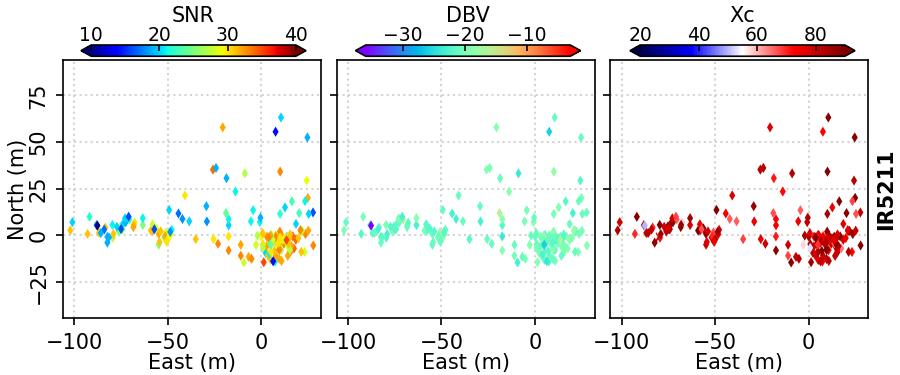 SNR DBV Xc
10 20 30 40 −30 −20 −10 20 40 60 80
75
50
25
0
−25
North (m)
IR5211
−100 −50 0 −100 −50 0 −100 −50 0
East (m) East (m) East (m)